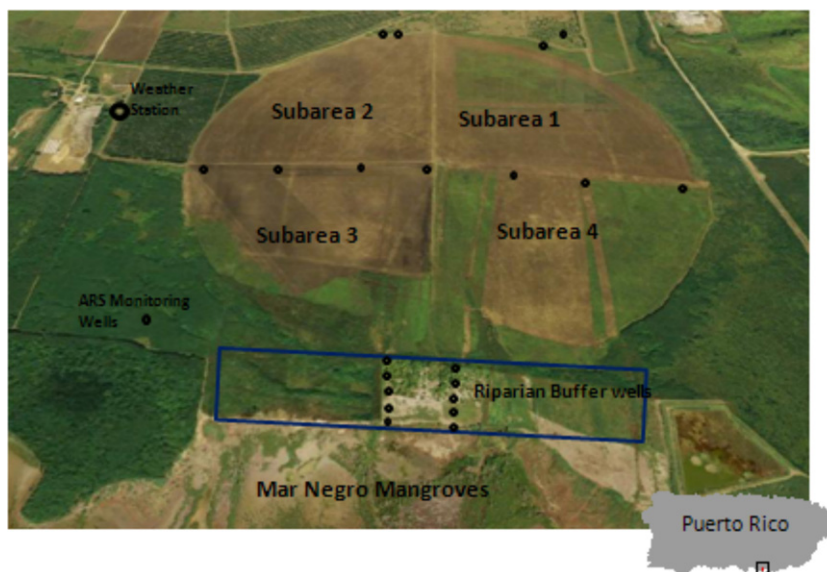 Weather
Station
Subarea 2
Subarea 1
Subarea 3
Subarea 4
ARS Monitoring
Wells
Riparian Buffer wells
Mar Negro Mangroves
Puerto Rico